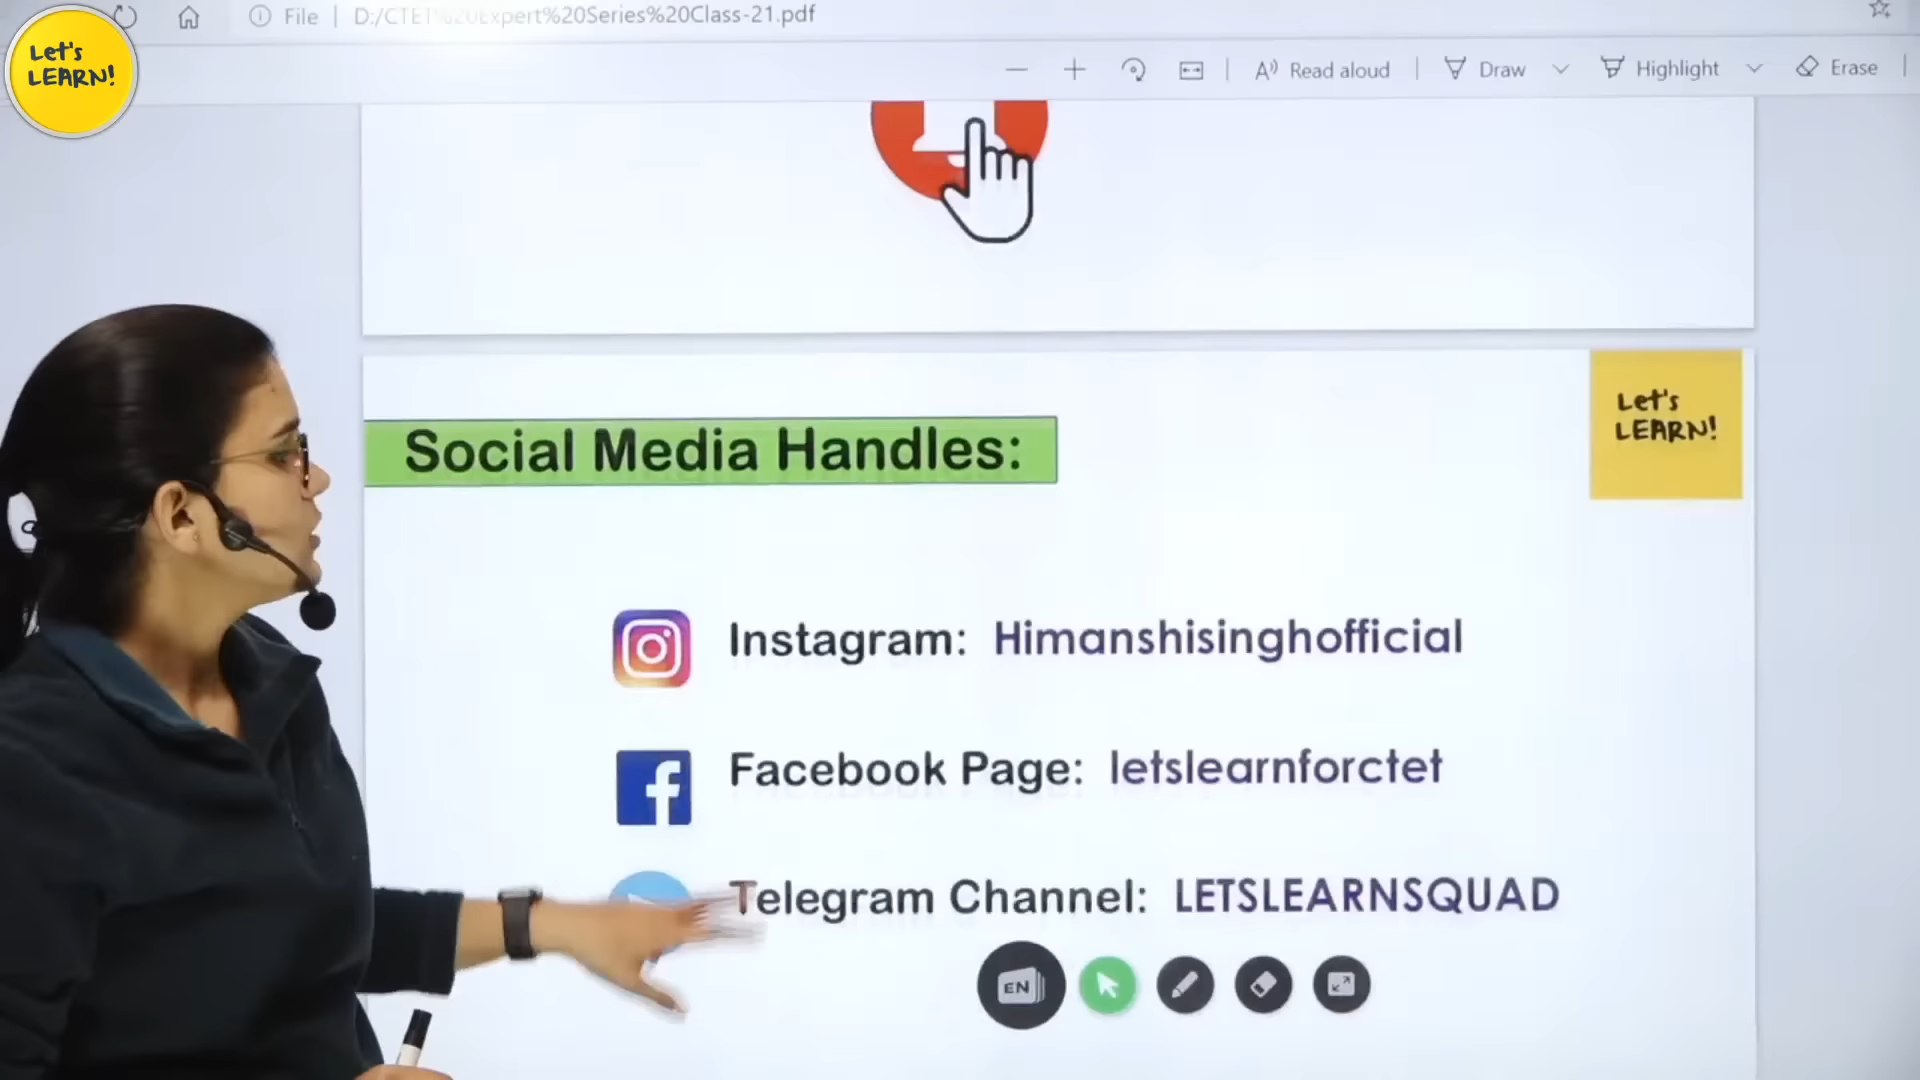 Let's
LEARN!
File D:/CTET%20Expert%20Series%20Class-21.pdf
Read aloud Draw Highlight Erase
Let's
LEARN!
Social Media Handles:
Instagram: Himanshisinghofficial
Facebook Page: letslearnforctet
Telegram Channel: LETSLEARNSQUAD
EN